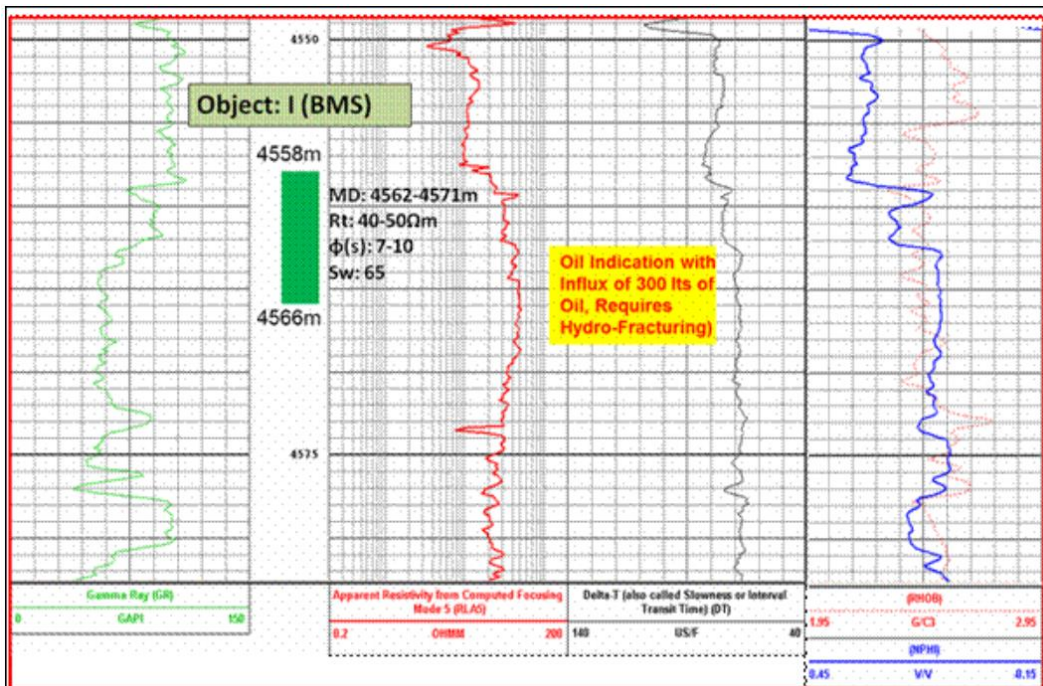 4550
Object: I (BMS)
4558m
MD: 4562-4571m
Rt: 40-50Ωm
ϕ(s): 7-10
Sw: 65
4566m
Oil Indication with
Influx of 300 lts of
Oil, Requires
Hydro-Fracturing)
4575
Gamma Ray (GR)
0 GAPI 150
Apparent Resistivity from Computed Focusing
Mode 5 (RLA5)
0.2 OHMM 200
Delta-T (also called Slowness or Interval
Transit Time) (DT)
140 US/F 40
(RHOB)
1.95 G/C3 2.95
(NPHI)
0.45 V/V -0.15